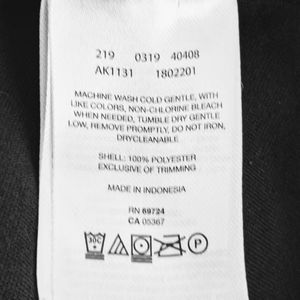 219 0319 40408
AK1131 1802201
MACHINE WASH COLD GENTLE, WITH
LIKE COLORS, NON-CHLORINE BLEACH
WHEN NEEDED, TUMBLE DRY GENTLE
LOW, REMOVE PROMPTLY, DO NOT IRON,
DRYCLEANABLE
SHELL: 100% POLYESTER
EXCLUSIVE OF TRIMMING
MADE IN INDONESIA
RN 69724
CA 05367
30C P